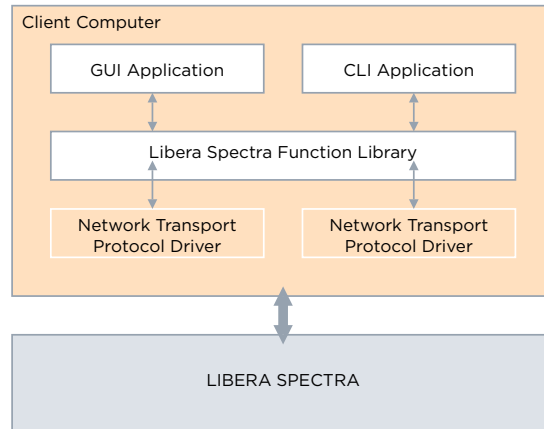 Client Computer
GUI Application
CLI Application
Libera Spectra Function Library
Network Transport
Protocol Driver
Network Transport
Protocol Driver
LIBERA SPECTRA